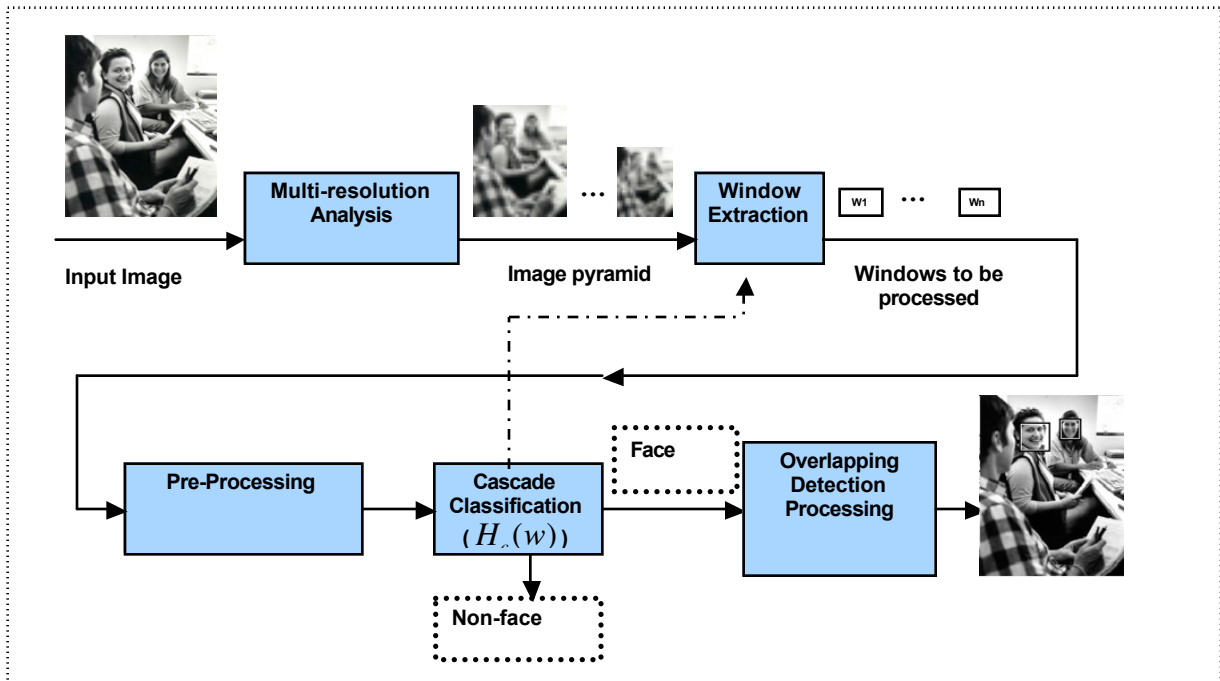 Multi-resolution
Analysis
...
Window
Extraction
W1
...
Wn
Input Image
Image pyramid
Windows to be
processed
Pre-Processing
Cascade
Classification
(H_c(w))
Face
Overlapping
Detection
Processing
Non-face